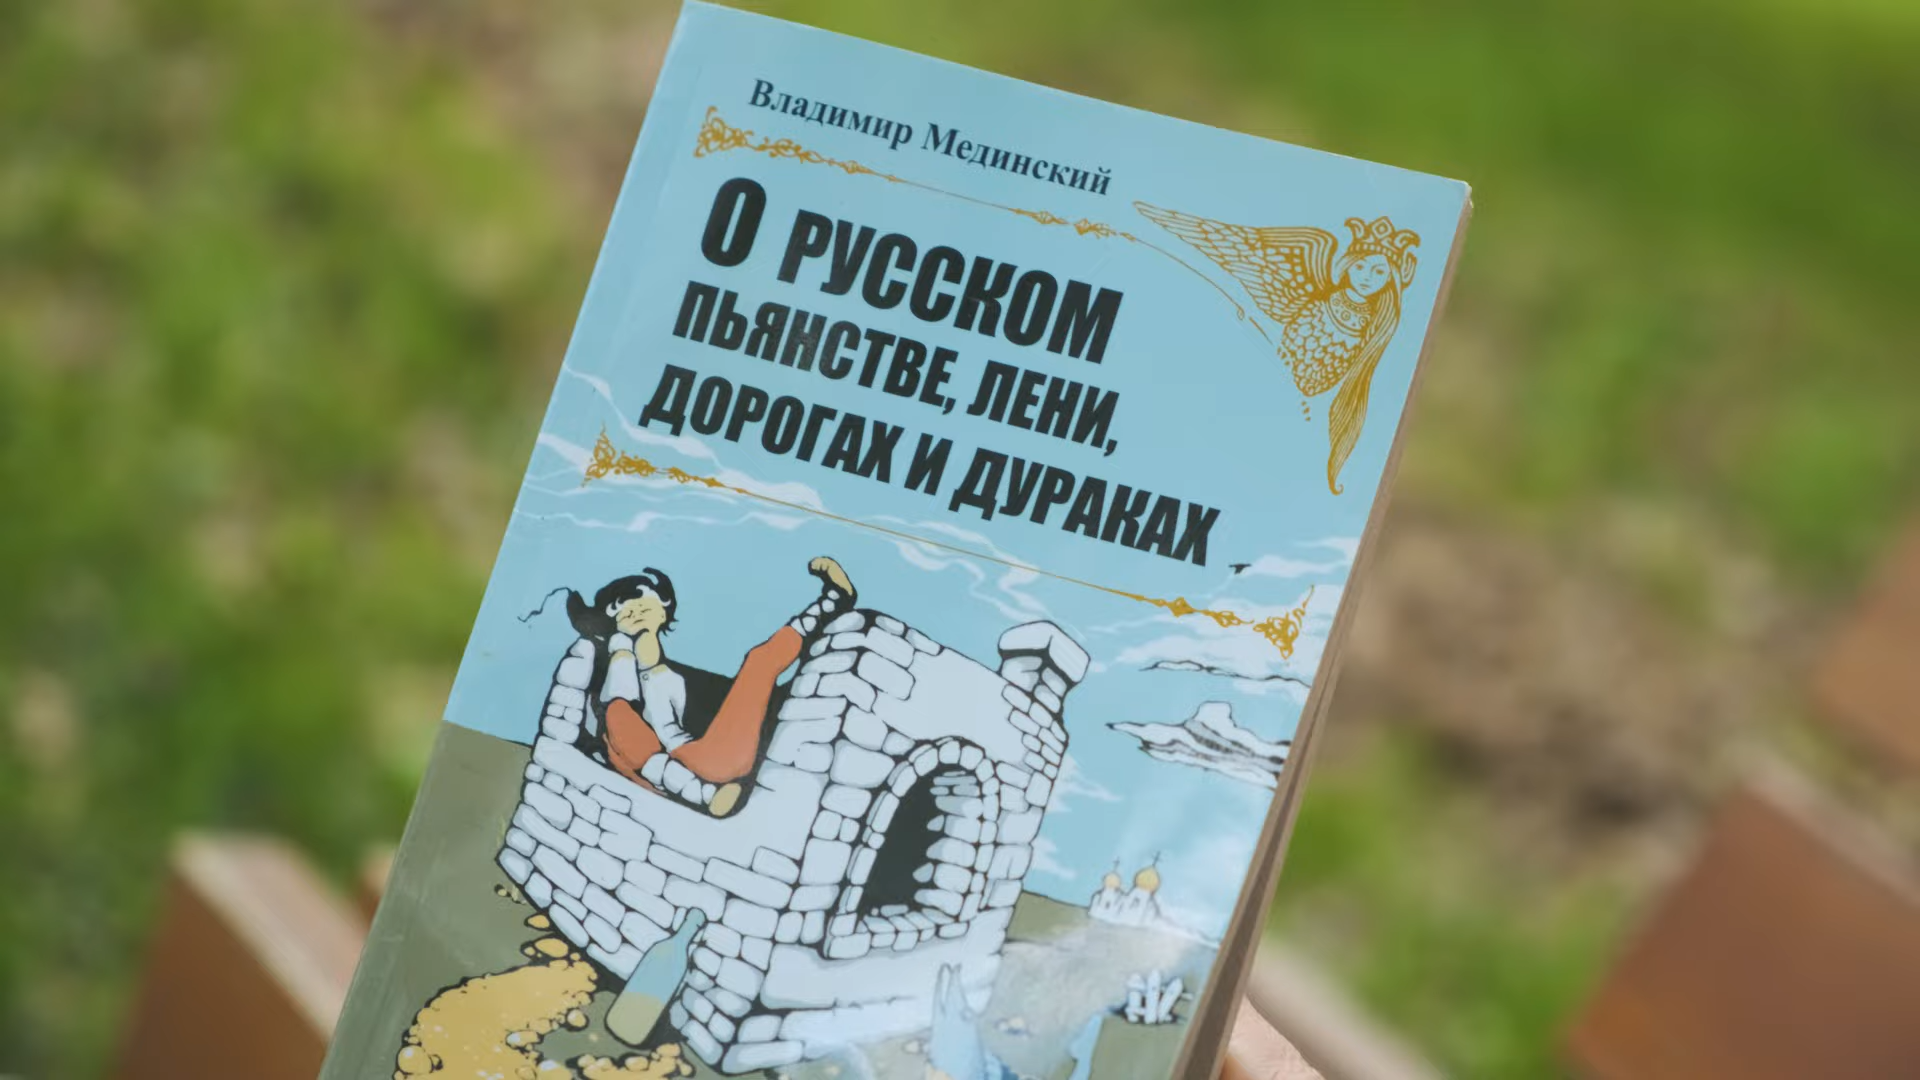 Владимир Мединский
О РУССКОМ
ПЬЯНСТВЕ, ЛЕНИ,
ДОРОГАХ И ДУРАКАХ